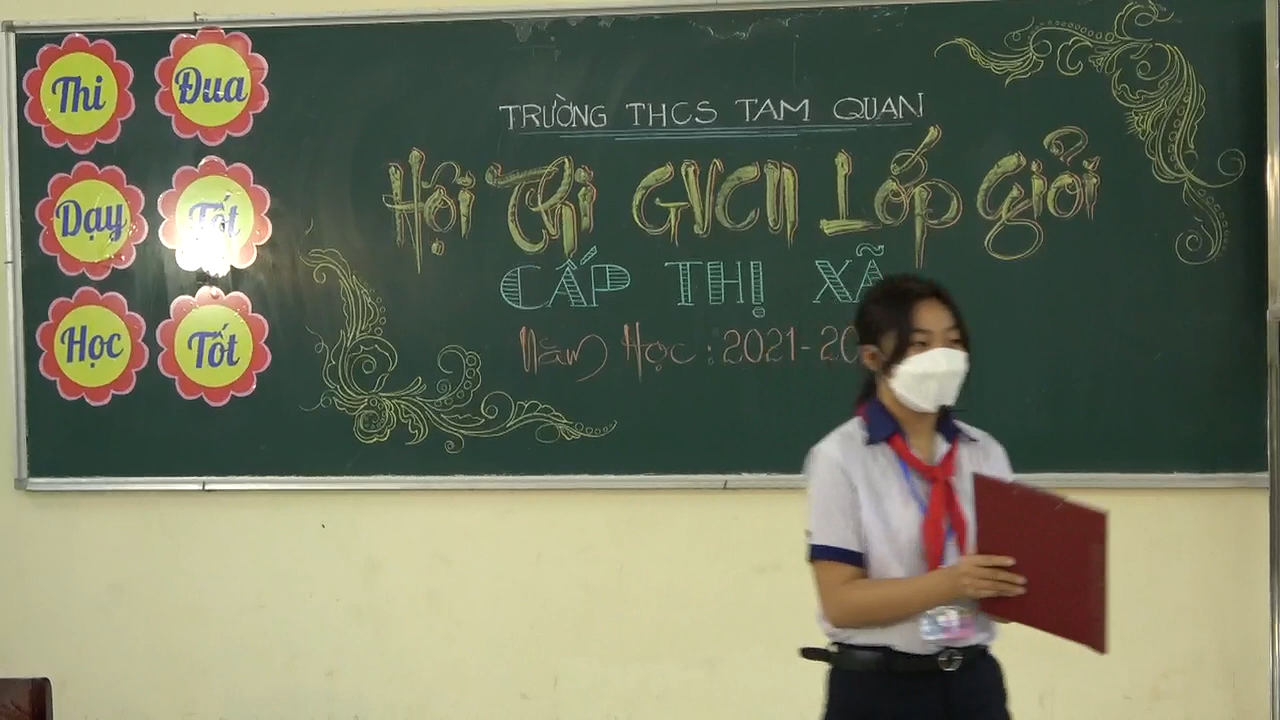 Thi Đua
Dạy Tốt
Học Tốt
TRƯỜNG THCS TAM QUAN
Hội Thi GVCN Lớp Giỏi
CẤP THỊ XÃ
Năm Học : 2021-20